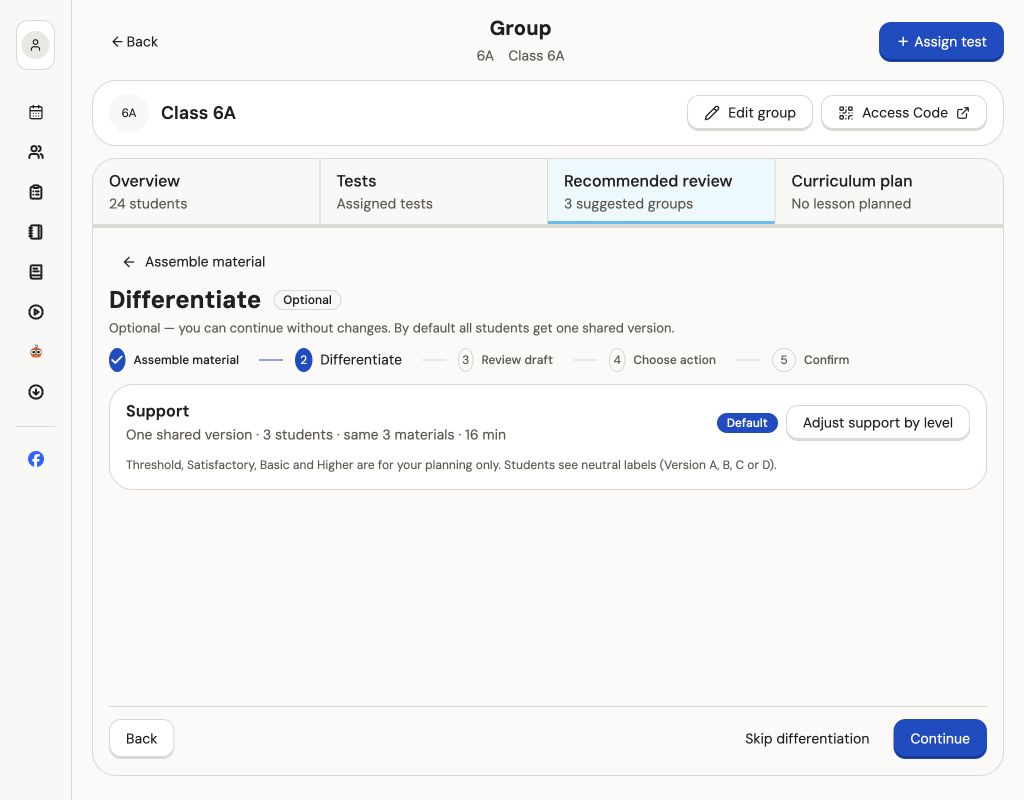 Back
Group
6A Class 6A
+ Assign test
6A
Class 6A
Edit group
Access Code
Overview
24 students
Tests
Assigned tests
Recommended review
3 suggested groups
Curriculum plan
No lesson planned
Assemble material
Differentiate
Optional
Optional — you can continue without changes. By default all students get one shared version.
Assemble material
2 Differentiate
3 Review draft
4 Choose action
5 Confirm
Support
One shared version · 3 students · same 3 materials · 16 min
Default
Adjust support by level
Threshold, Satisfactory, Basic and Higher are for your planning only. Students see neutral labels (Version A, B, C or D).
Back
Skip differentiation
Continue